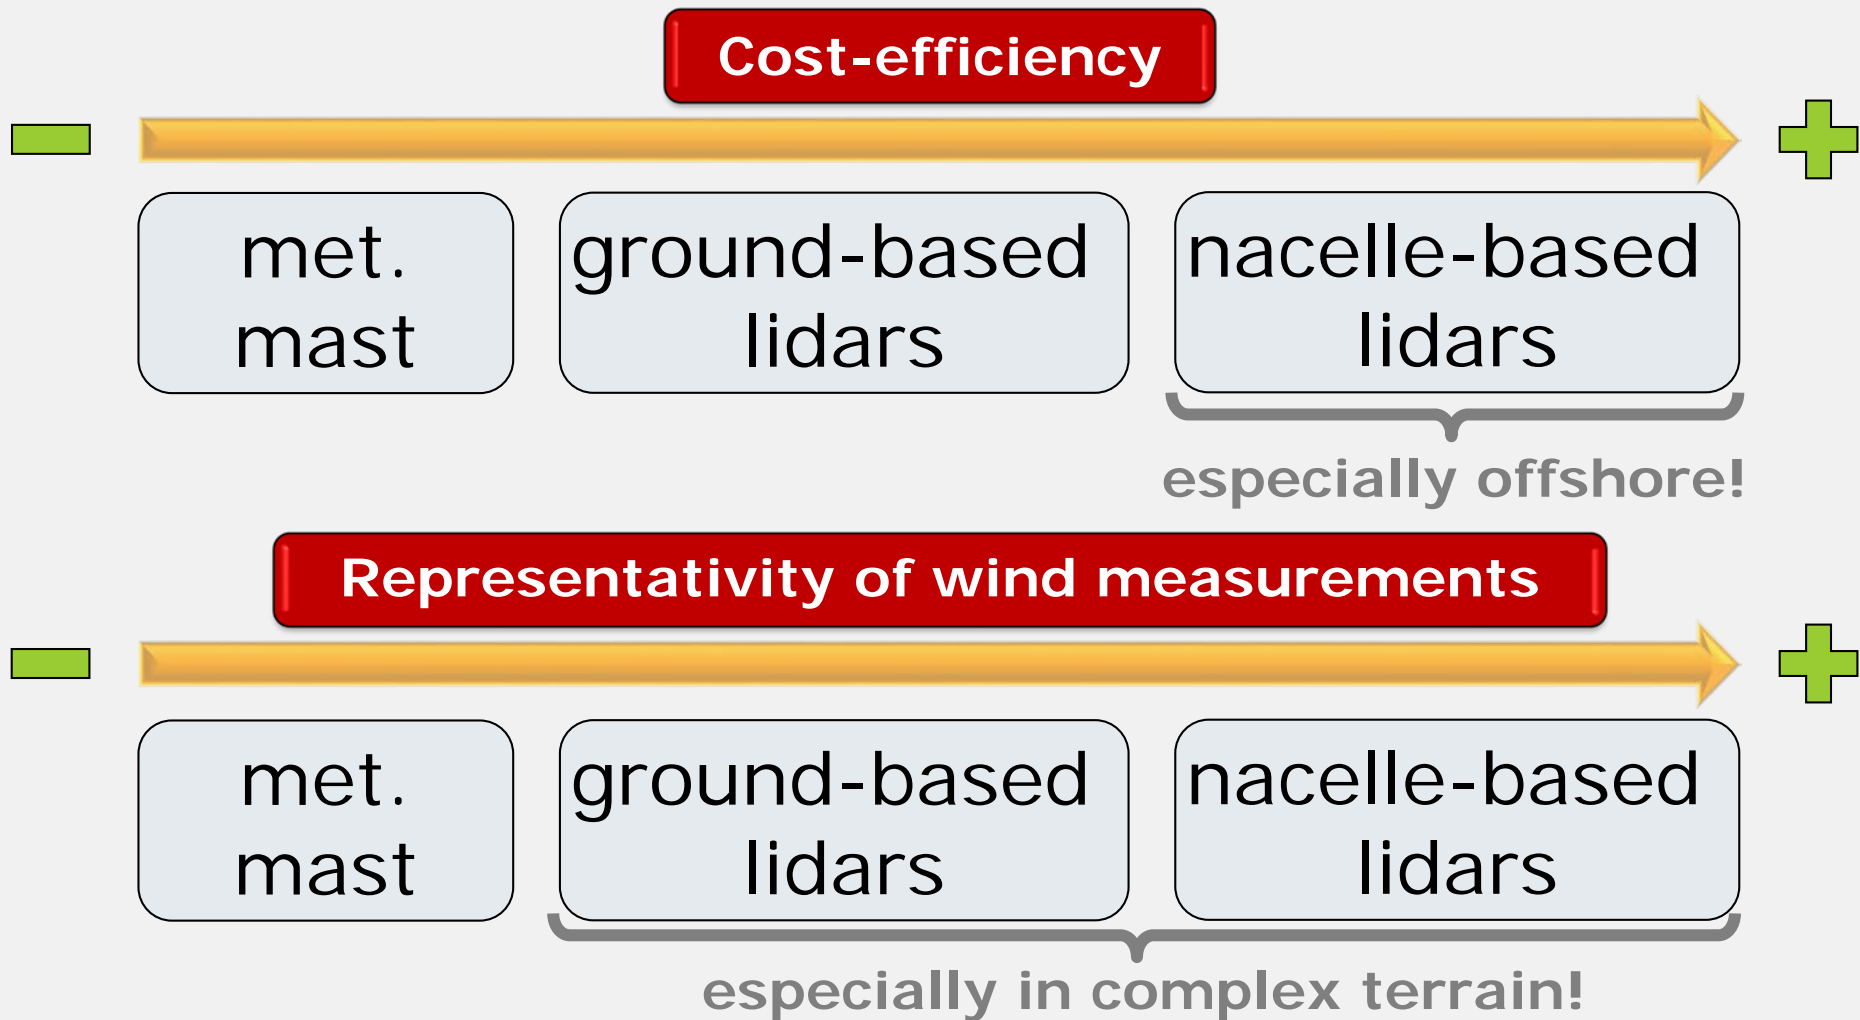 Cost-efficiency
met.
mast
ground-based
lidars
nacelle-based
lidars
especially offshore!
Representativity of wind measurements
met.
mast
ground-based
lidars
nacelle-based
lidars
especially in complex terrain!